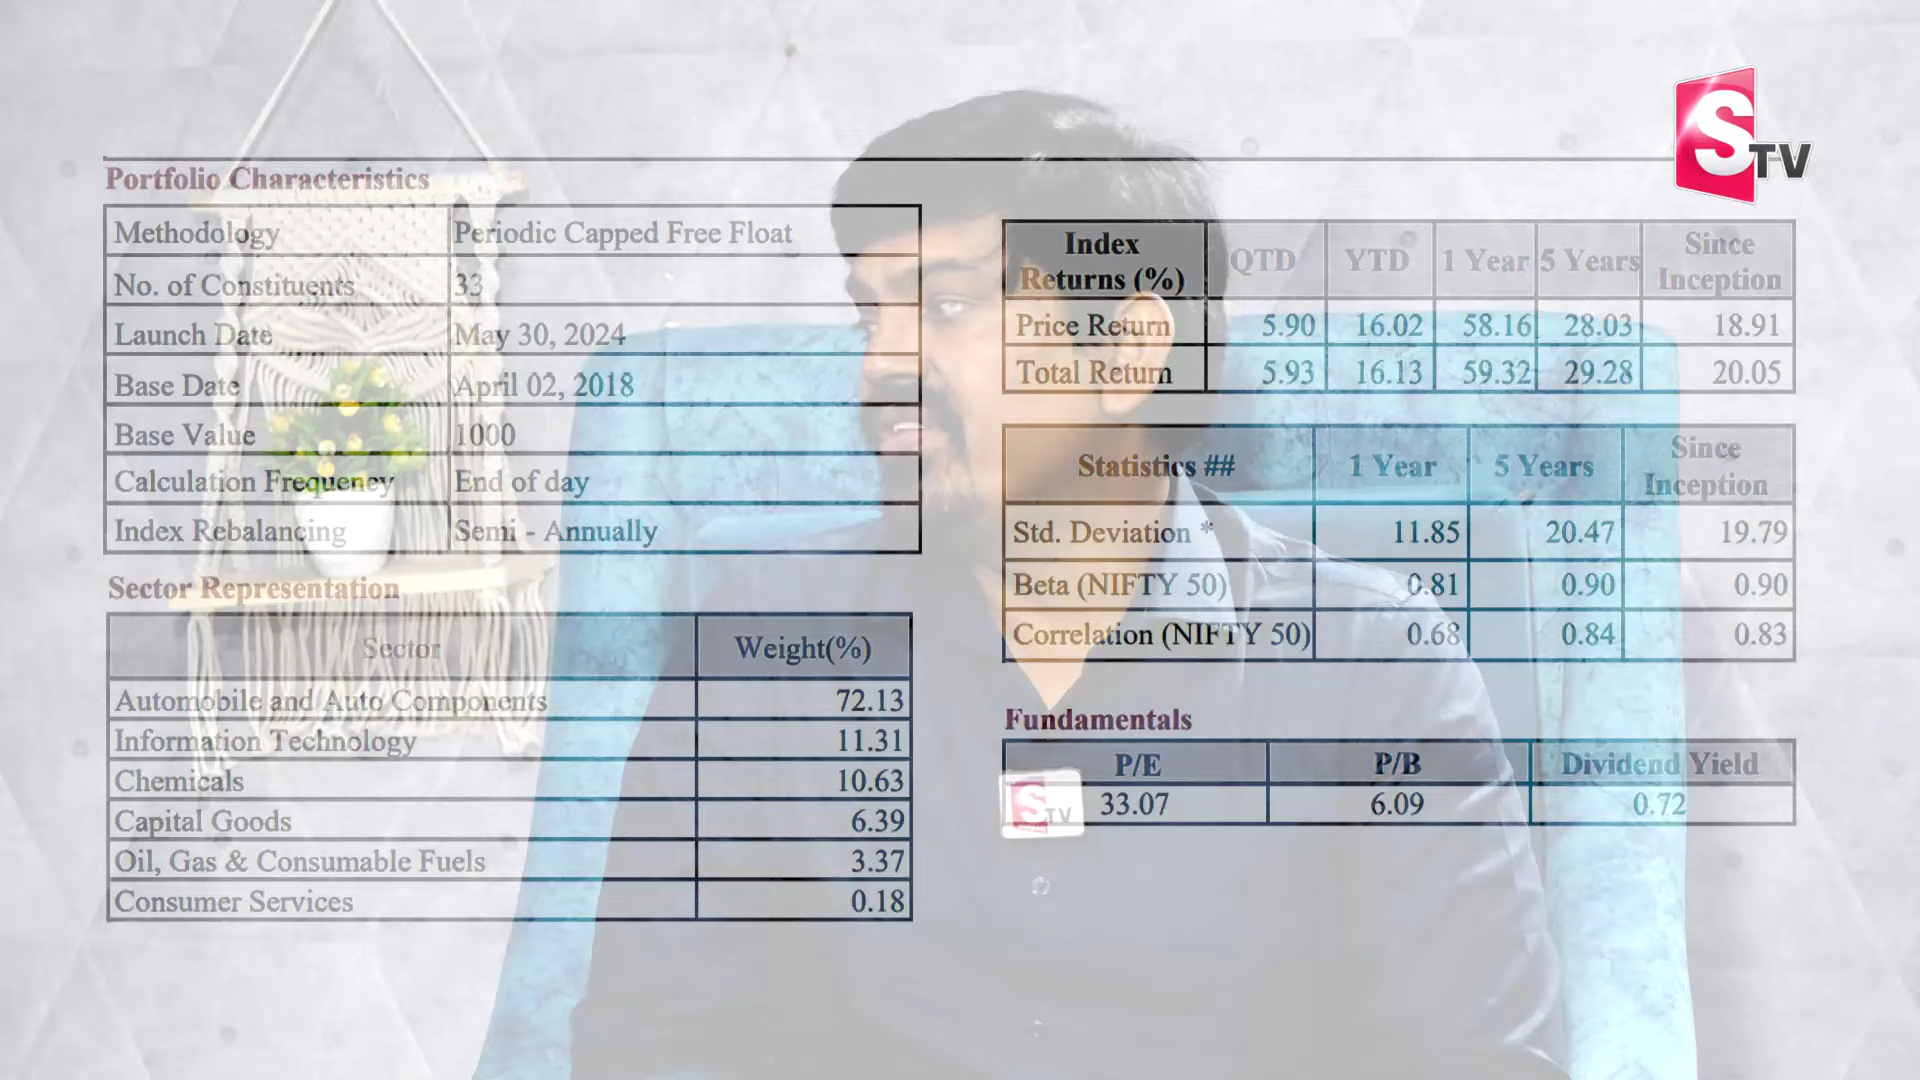 STV
Portfolio Characteristics
Methodology Periodic Capped Free Float
No. of Constituents 33
Launch Date May 30, 2024
Base Date April 02, 2018
Base Value 1000
Calculation Frequency End of day
Index Rebalancing Semi - Annually
Sector Representation
Sector Weight(%)
Automobile and Auto Components 72.13
Information Technology 11.31
Chemicals 10.63
Capital Goods 6.39
Oil, Gas & Consumable Fuels 3.37
Consumer Services 0.18
Index Returns (%) QTD YTD 1 Year 5 Years Since Inception
Price Return 5.90 16.02 58.16 28.03 18.91
Total Return 5.93 16.13 59.32 29.28 20.05
Statistics ## 1 Year 5 Years Since Inception
Std. Deviation * 11.85 20.47 19.79
Beta (NIFTY 50) 0.81 0.90 0.90
Correlation (NIFTY 50) 0.68 0.84 0.83
Fundamentals
P/E P/B Dividend Yield
33.07 6.09 0.72
STV